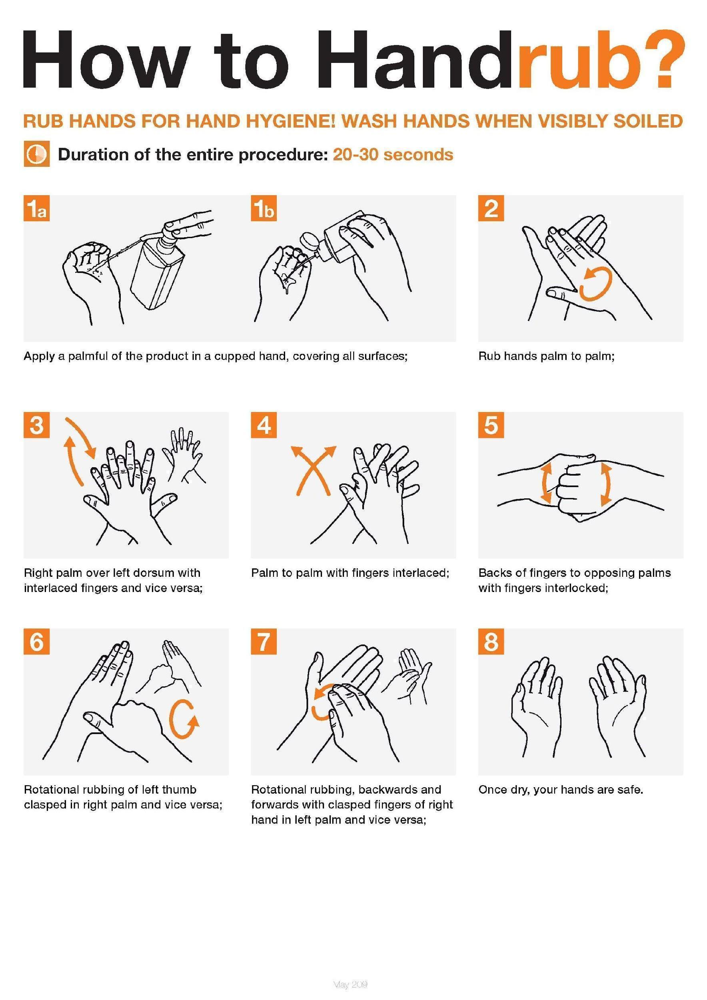 How to Handrub?
RUB HANDS FOR HAND HYGIENE! WASH HANDS WHEN VISIBLY SOILED
Duration of the entire procedure: 20-30 seconds
1a
1b
2
Apply a palmful of the product in a cupped hand, covering all surfaces;
Rub hands palm to palm;
3
4
5
Right palm over left dorsum with
interlaced fingers and vice versa;
Palm to palm with fingers interlaced;
Backs of fingers to opposing palms
with fingers interlocked;
6
7
8
Rotational rubbing of left thumb
clasped in right palm and vice versa;
Rotational rubbing, backwards and
forwards with clasped fingers of right
hand in left palm and vice versa;
Once dry, your hands are safe.
May 209